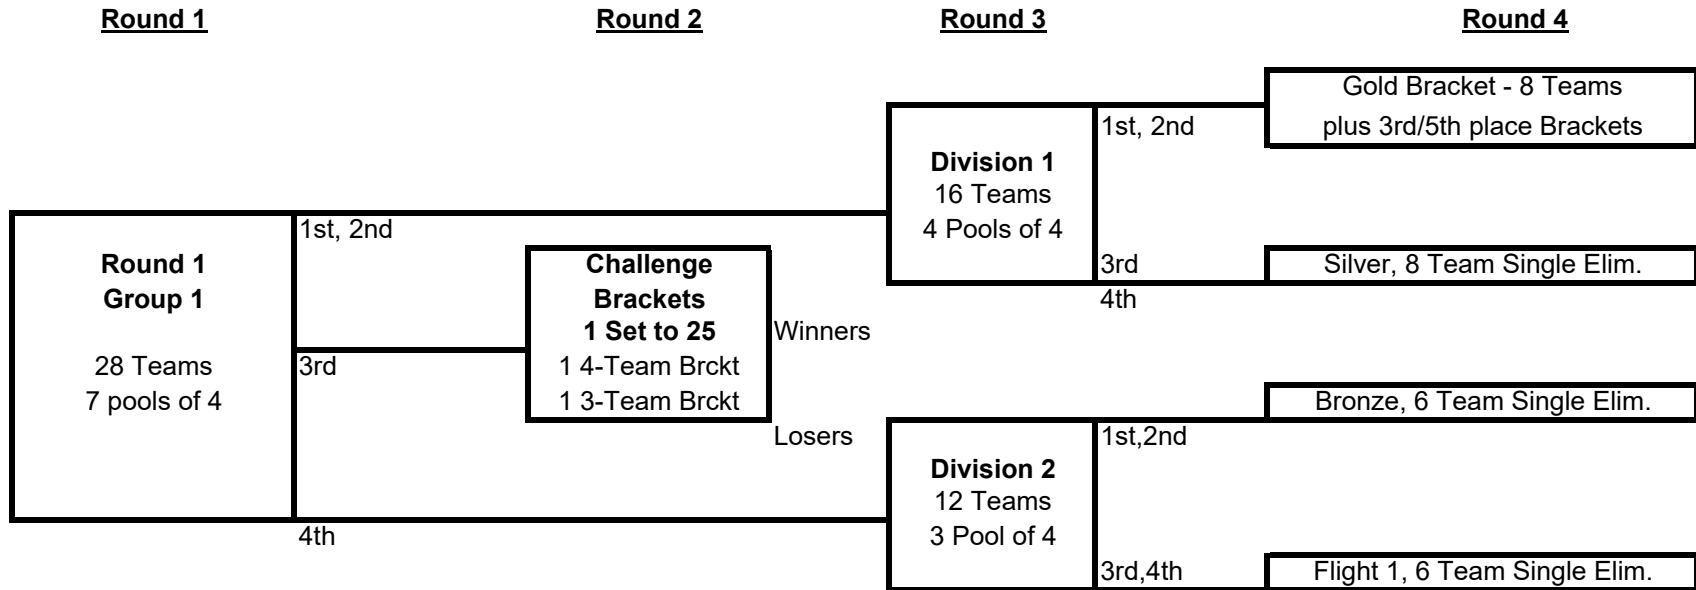 Round 1
Round 2
Round 3
Round 4
Gold Bracket - 8 Teams
plus 3rd/5th place Brackets
1st, 2nd
Division 1
16 Teams
4 Pools of 4
1st, 2nd
Round 1
Group 1
28 Teams
7 pools of 4
Challenge
Brackets
1 Set to 25
1 4-Team Brckt
1 3-Team Brckt
3rd
Silver, 8 Team Single Elim.
4th
Winners
3rd
Bronze, 6 Team Single Elim.
Losers
1st,2nd
Division 2
12 Teams
3 Pool of 4
4th
3rd,4th
Flight 1, 6 Team Single Elim.